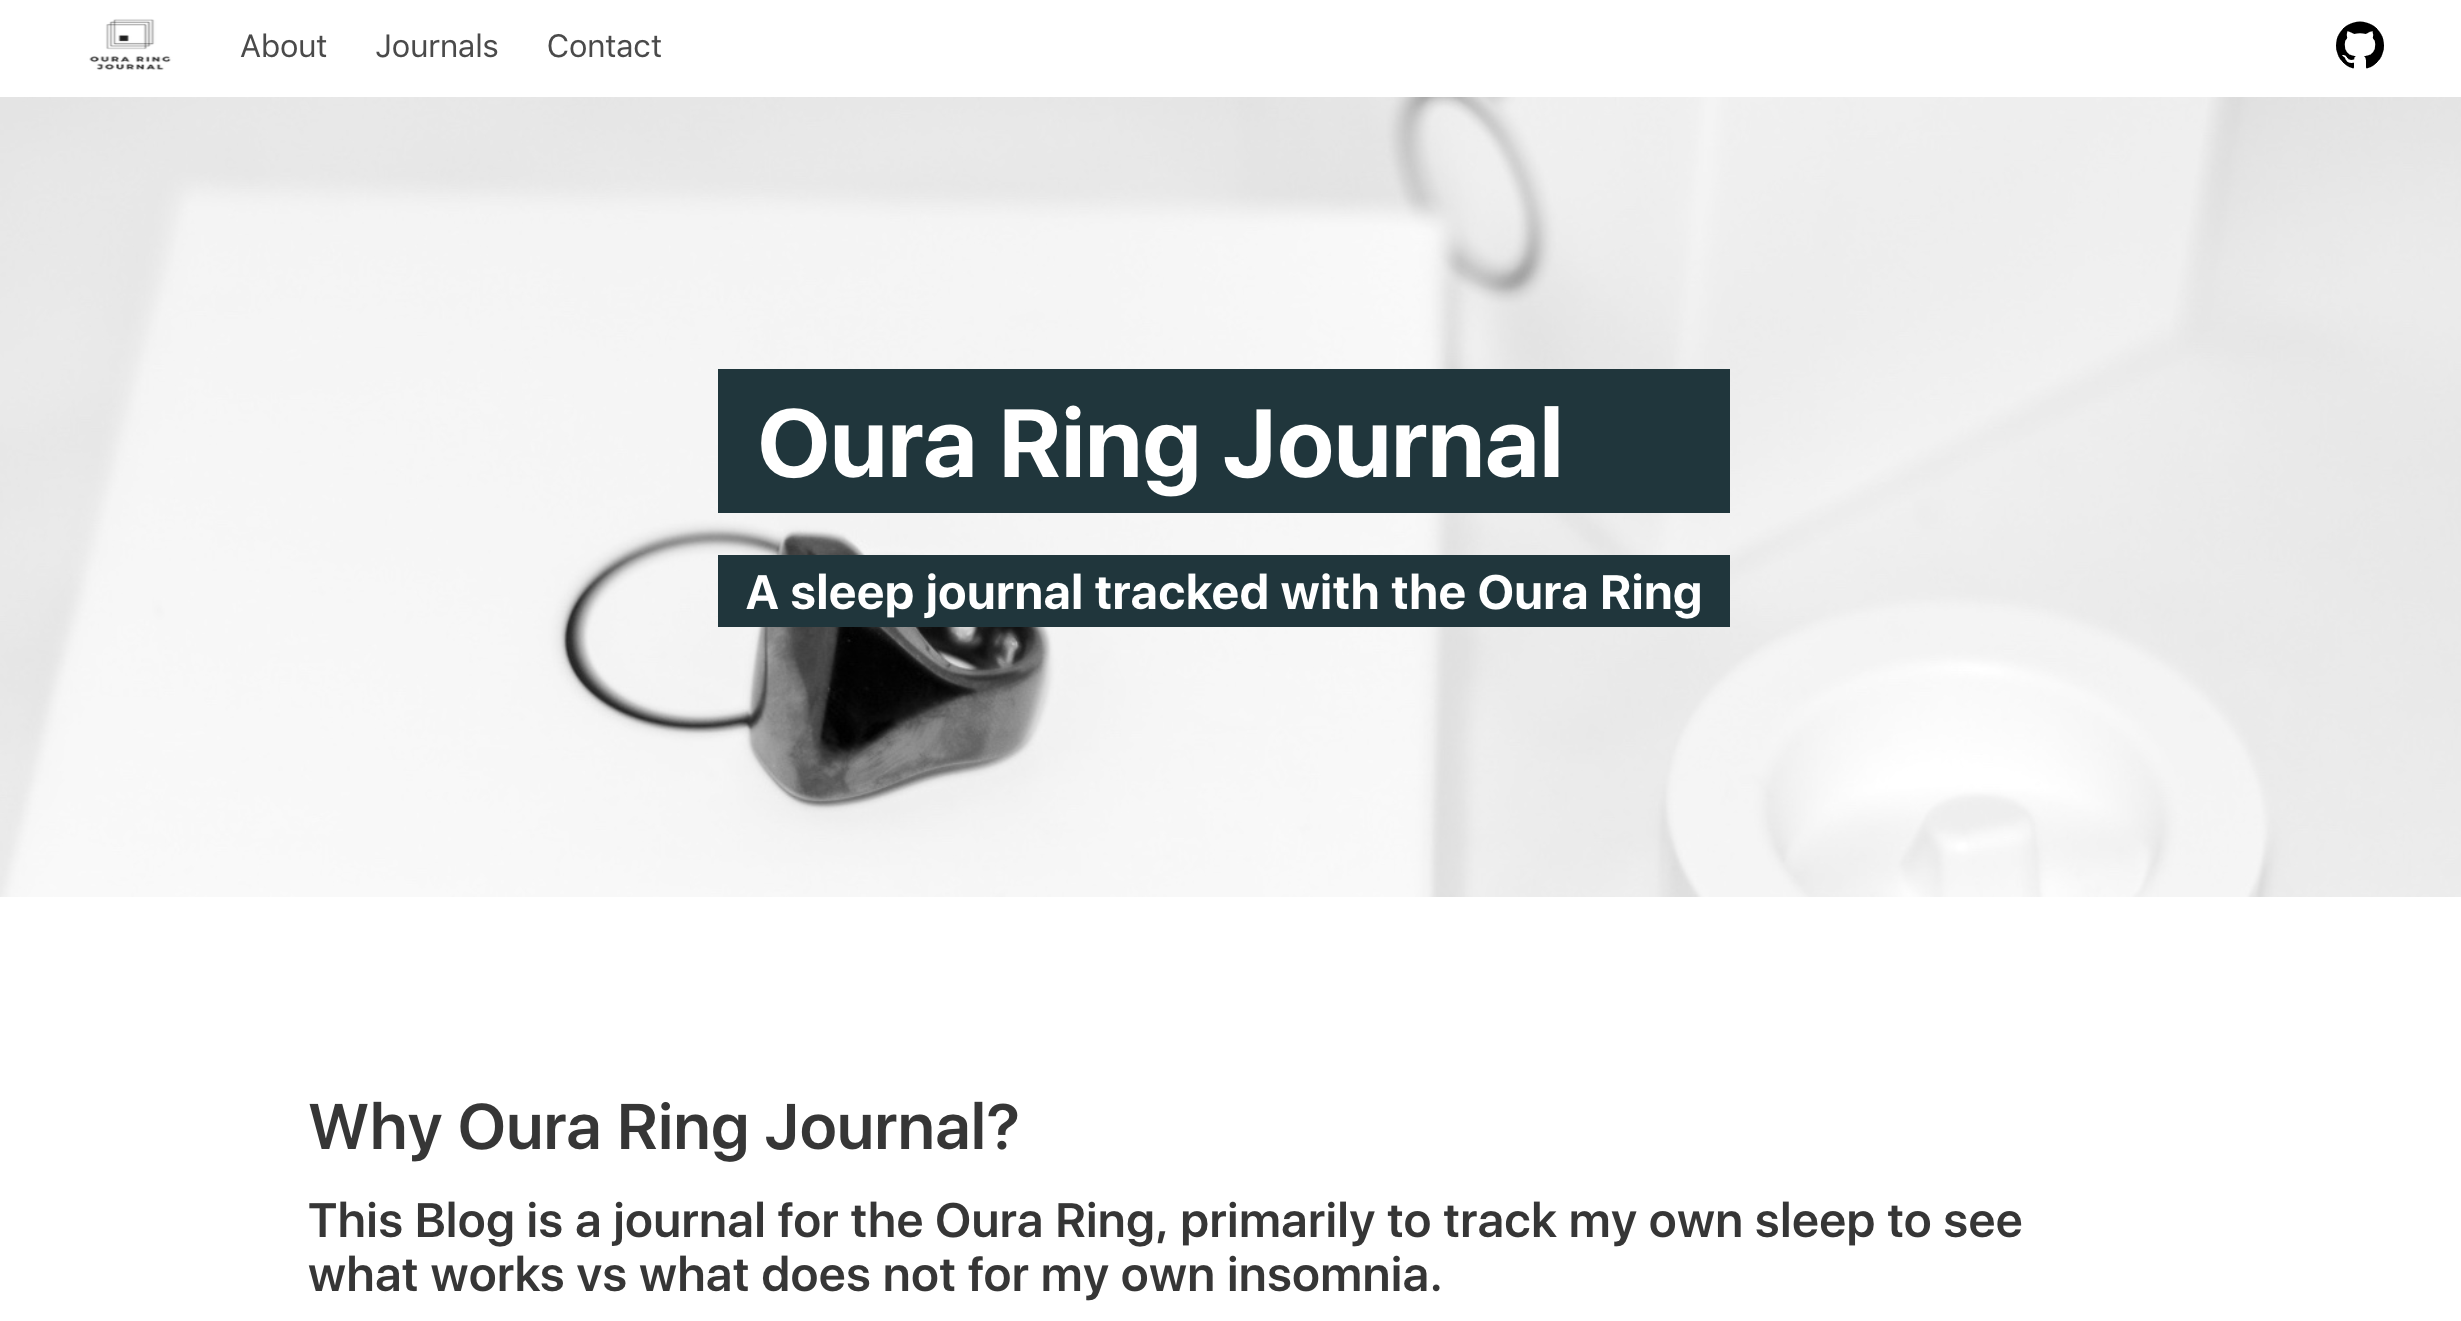 OURA RING
JOURNAL
About Journals Contact
Oura Ring Journal
A sleep journal tracked with the Oura Ring
Why Oura Ring Journal?
This Blog is a journal for the Oura Ring, primarily to track my own sleep to see
what works vs what does not for my own insomnia.